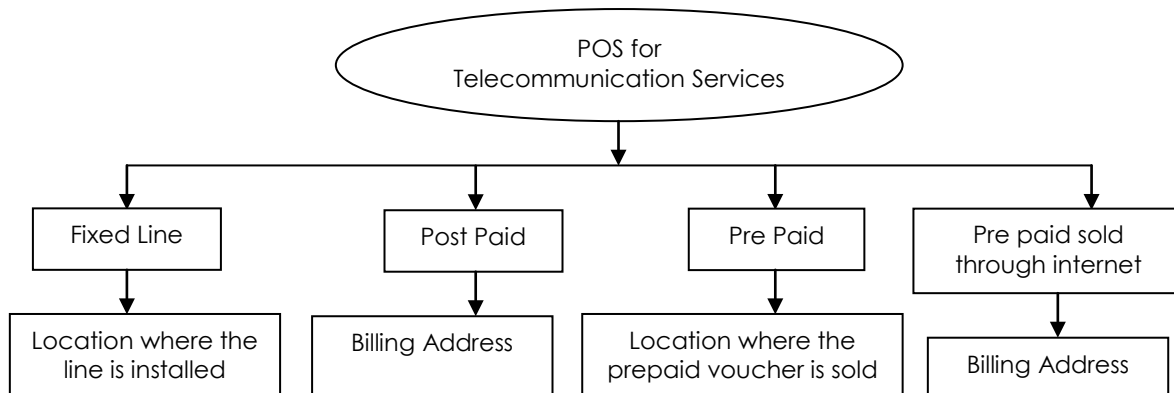 POS for
Telecommunication Services
Fixed Line
Post Paid
Pre Paid
Pre paid sold
through internet
Location where the
line is installed
Billing Address
Location where the
prepaid voucher is sold
Billing Address